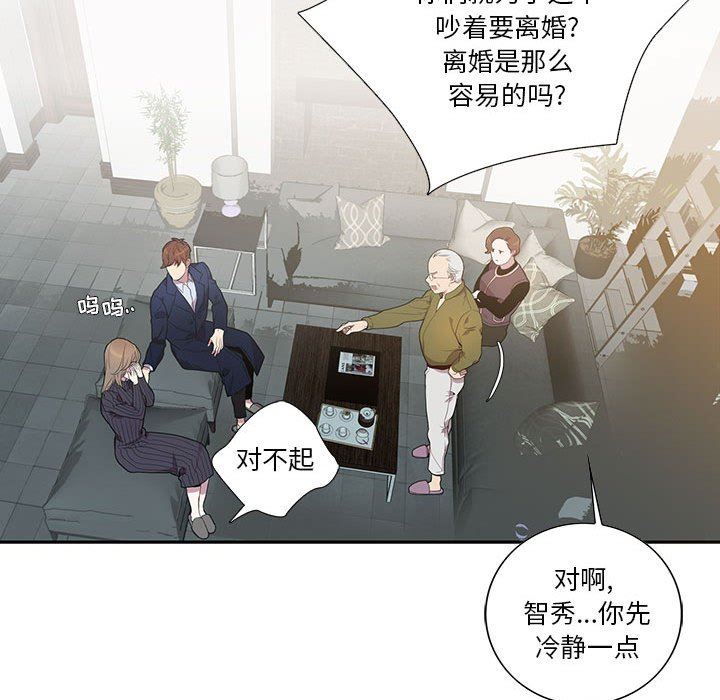 吵着要离婚?
离婚是那么
容易的吗?
呜呜..
对不起
对啊,
智秀...你先
冷静一点